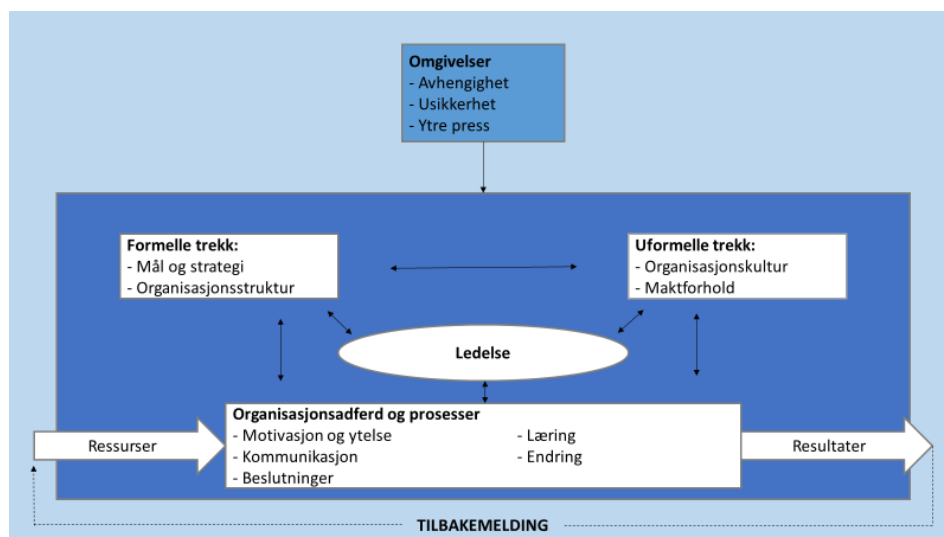 Omgivelser
- Avhengighet
- Usikkerhet
- Ytre press
Formelle trekk:
- Mål og strategi
- Organisasjonsstruktur
Uformelle trekk:
- Organisasjonskultur
- Maktforhold
Ledelse
Organisasjonsadferd og prosesser
- Motivasjon og ytelse
- Kommunikasjon
- Beslutninger
- Læring
- Endring
Ressurser
Resultater
TILBAKEMELDING